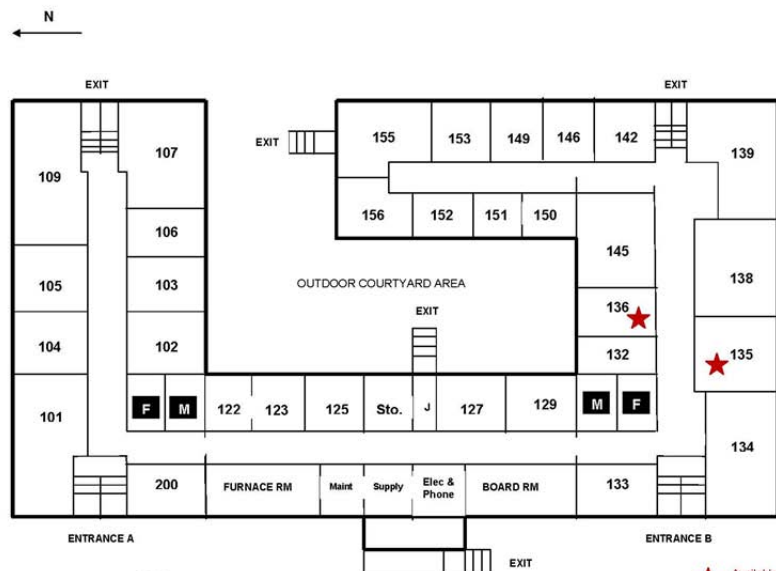 N
EXIT
EXIT
155
153
149
146
142
139
107
EXIT
109
156
152
151
150
106
145
105
103
OUTDOOR COURTYARD AREA
138
136
EXIT
104
102
132
135
101
F
M
122
123
125
Sto.
J
127
129
M
F
134
200
FURNACE RM
Maint
Supply
Elec &
Phone
BOARD RM
133
ENTRANCE A
ENTRANCE B
EXIT